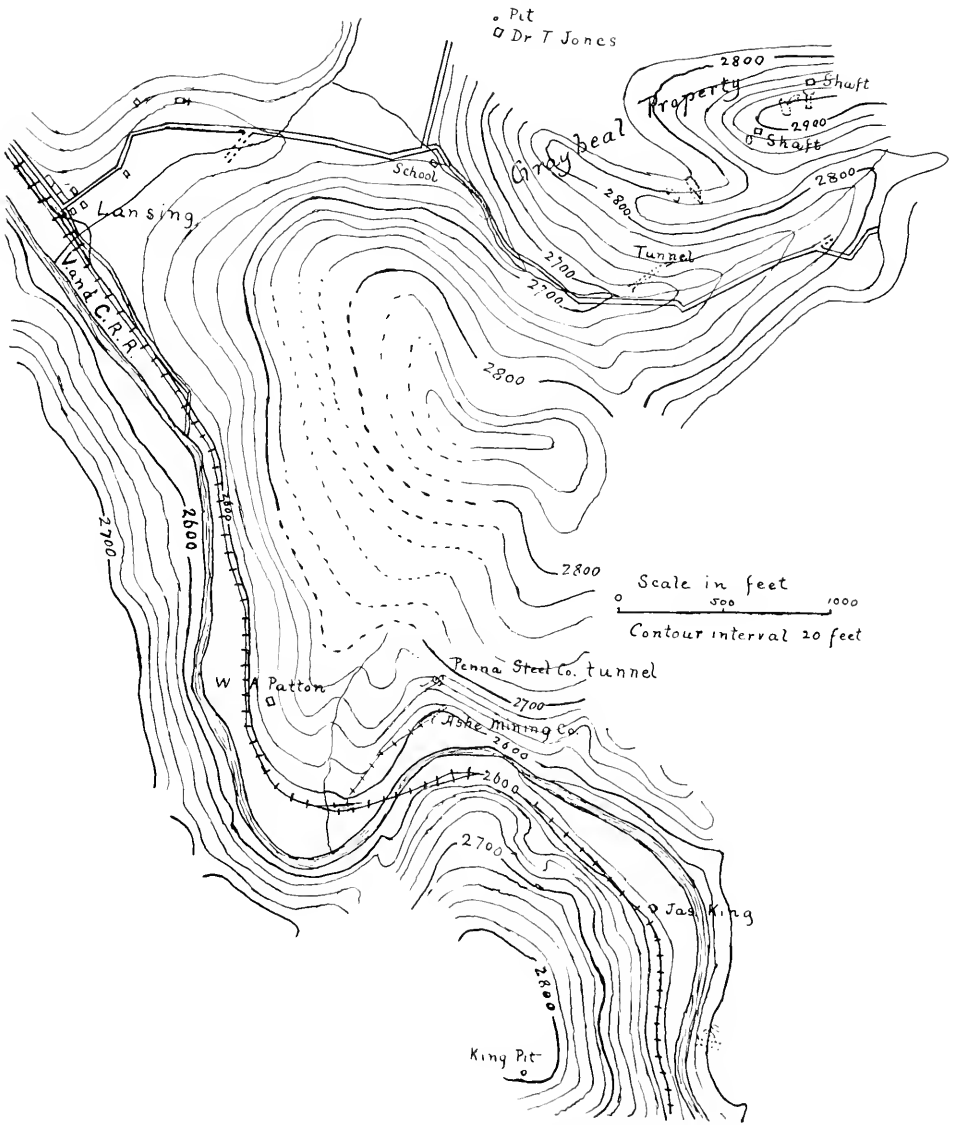 Pit
Dr T Jones
2800
Shaft
Graybeal Property
2900
Shaft
School
2800
2800
Lansing
Tunnel
2700
2700
V. and C. R. R.
2800
2600
2700
2600
2800
Scale in feet
0 500 1000
Contour interval 20 feet
Penna Steel Co. tunnel
W A Patton
2700
Ashe Mining Co.
2600
2600
2700
Jas. King
2800
King Pit